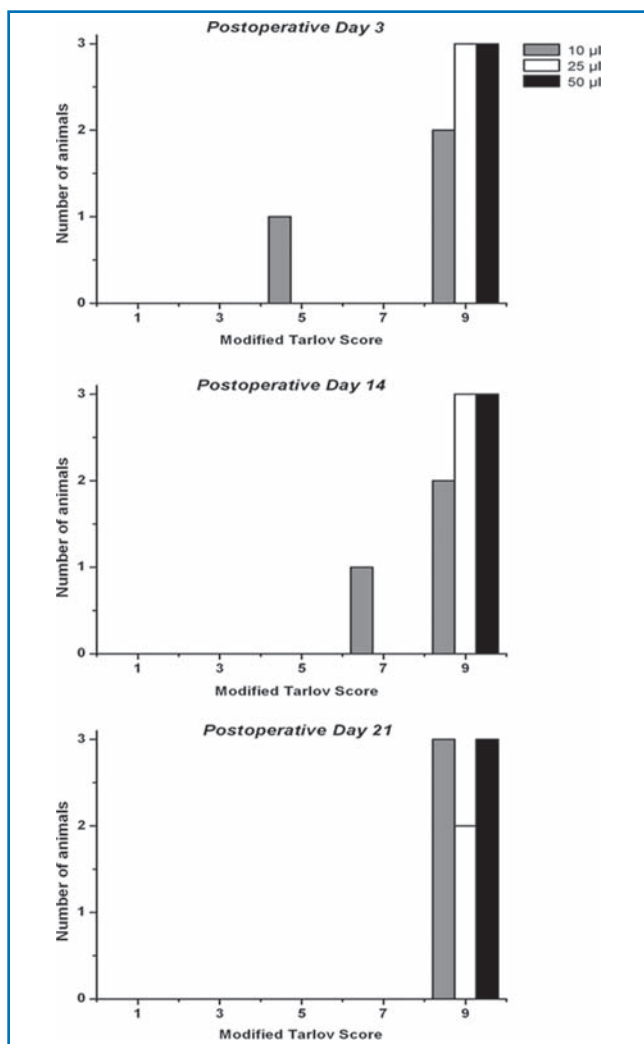 Postoperative Day 3
10 µl
25 µl
50 µl
3
2
1
0
Number of animals
1 3 5 7 9
Modified Tarlov Score
Postoperative Day 14
3
2
1
0
Number of animals
1 3 5 7 9
Modified Tarlov Score
Postoperative Day 21
3
2
1
0
Number of animals
1 3 5 7 9
Modified Tarlov Score